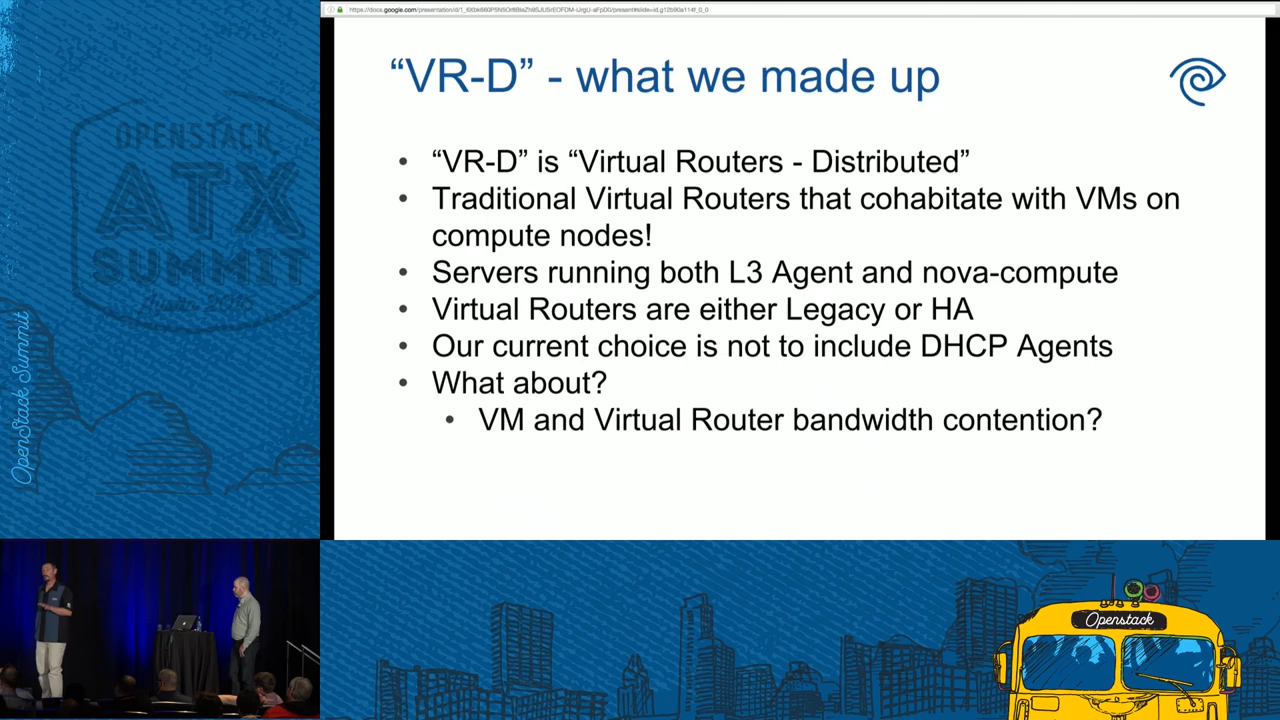 “VR-D” - what we made up
• “VR-D” is “Virtual Routers - Distributed”
• Traditional Virtual Routers that cohabitate with VMs on
compute nodes!
• Servers running both L3 Agent and nova-compute
• Virtual Routers are either Legacy or HA
• Our current choice is not to include DHCP Agents
• What about?
• VM and Virtual Router bandwidth contention?
OPENSTACK
ATX
SUMMIT
Austin 2016
OpenStack Summit
Openstack